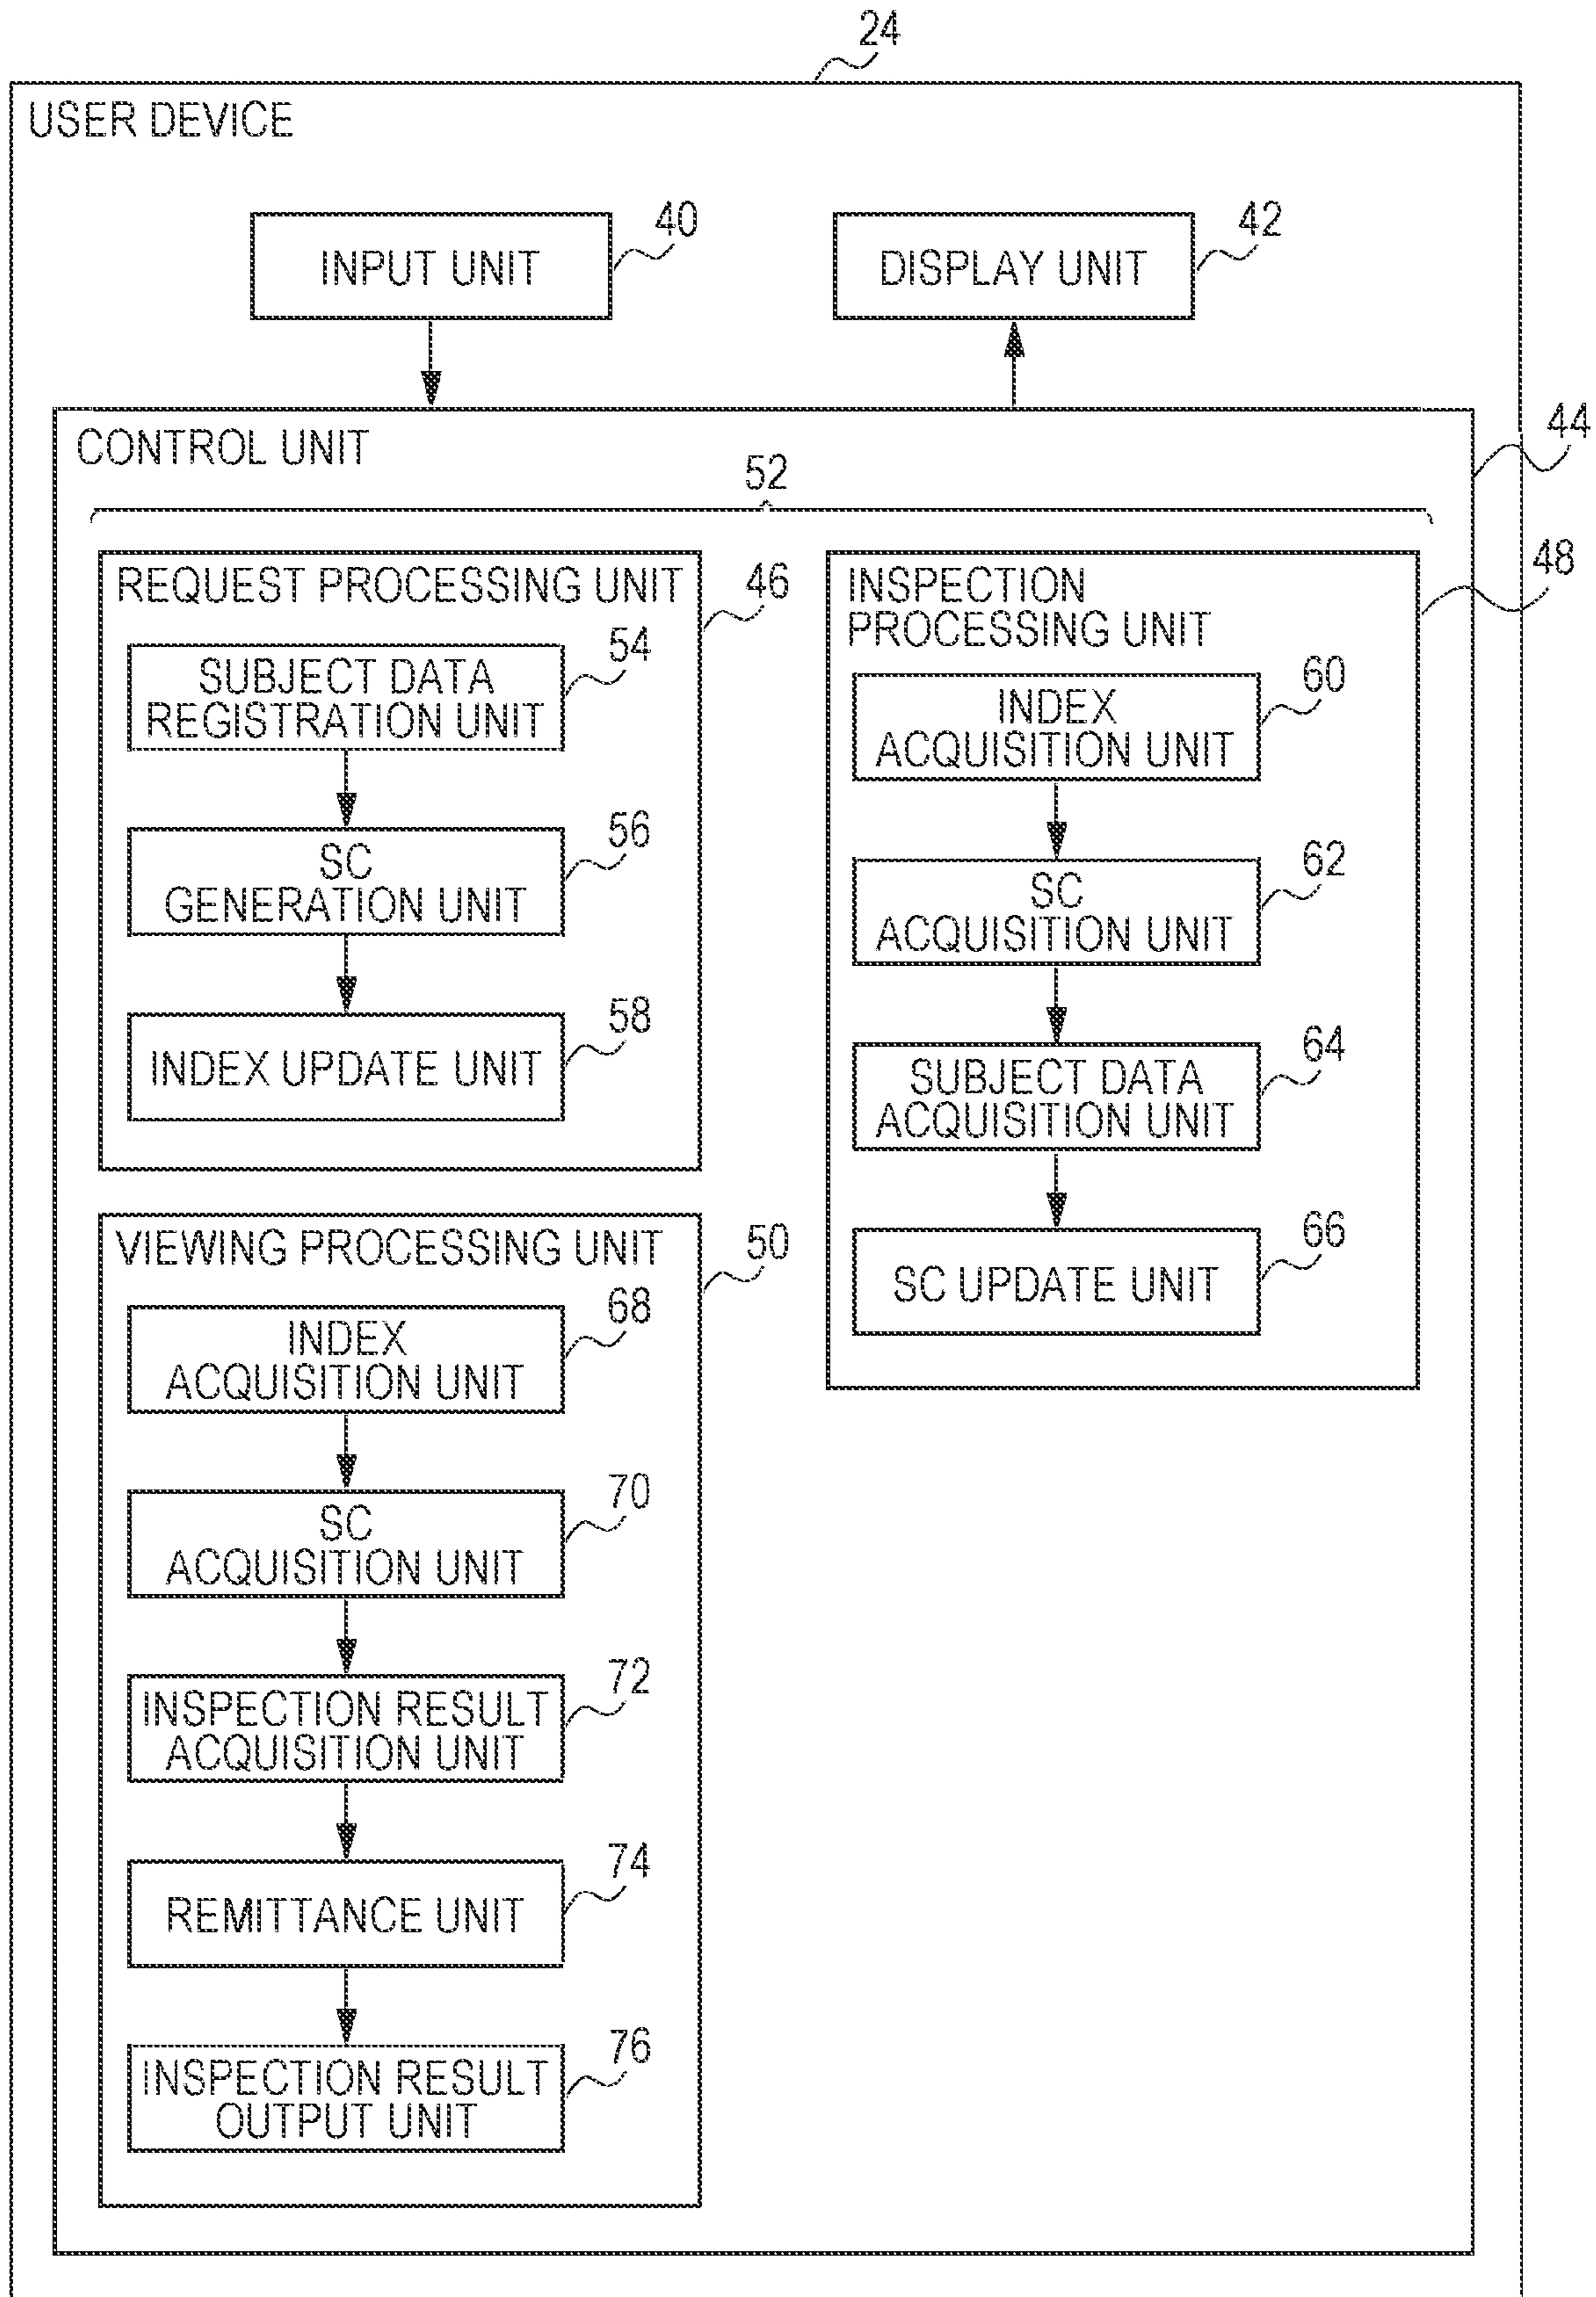 24
USER DEVICE
40
INPUT UNIT
42
DISPLAY UNIT
44
CONTROL UNIT
52
46
REQUEST PROCESSING UNIT
54
SUBJECT DATA
REGISTRATION UNIT
56
SC
GENERATION UNIT
58
INDEX UPDATE UNIT
48
INSPECTION
PROCESSING UNIT
60
INDEX
ACQUISITION UNIT
62
SC
ACQUISITION UNIT
64
SUBJECT DATA
ACQUISITION UNIT
66
SC UPDATE UNIT
50
VIEWING PROCESSING UNIT
68
INDEX
ACQUISITION UNIT
70
SC
ACQUISITION UNIT
72
INSPECTION RESULT
ACQUISITION UNIT
74
REMITTANCE UNIT
76
INSPECTION RESULT
OUTPUT UNIT